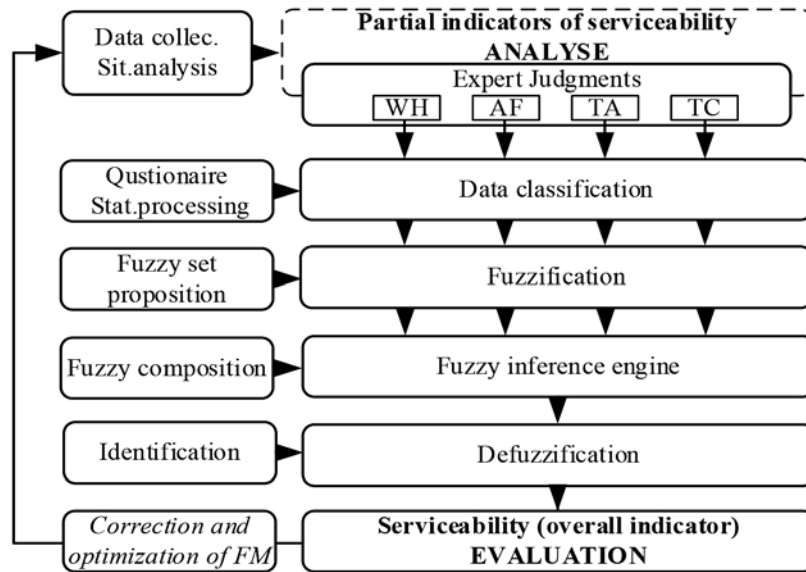 Data collec.
Sit.analysis
Partial indicators of serviceability
ANALYSE
Expert Judgments
WH AF TA TC
Qustionaire
Stat.processing
Data classification
Fuzzy set
proposition
Fuzzification
Fuzzy composition
Fuzzy inference engine
Identification
Defuzzification
Correction and
optimization of FM
Serviceability (overall indicator)
EVALUATION